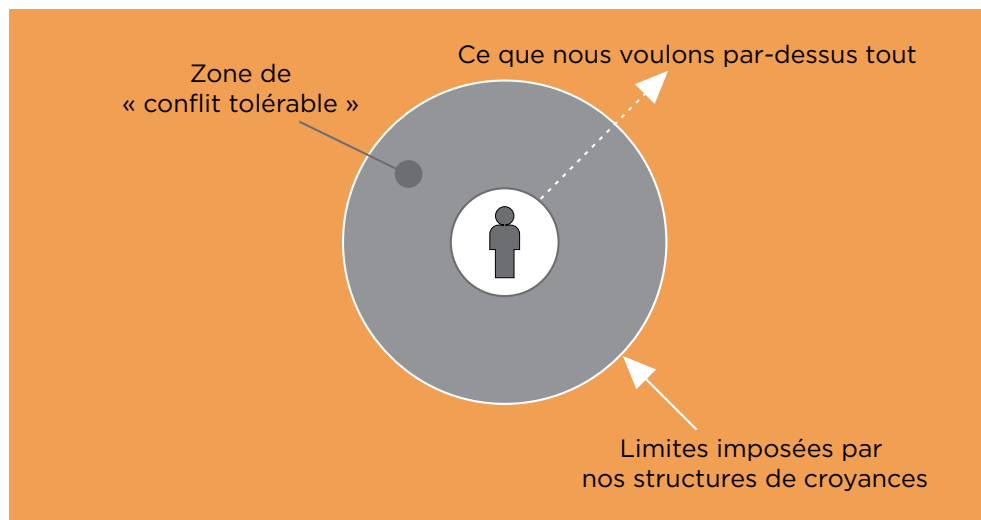 Ce que nous voulons par-dessus tout
Zone de
« conflit tolérable »
Limites imposées par
nos structures de croyances